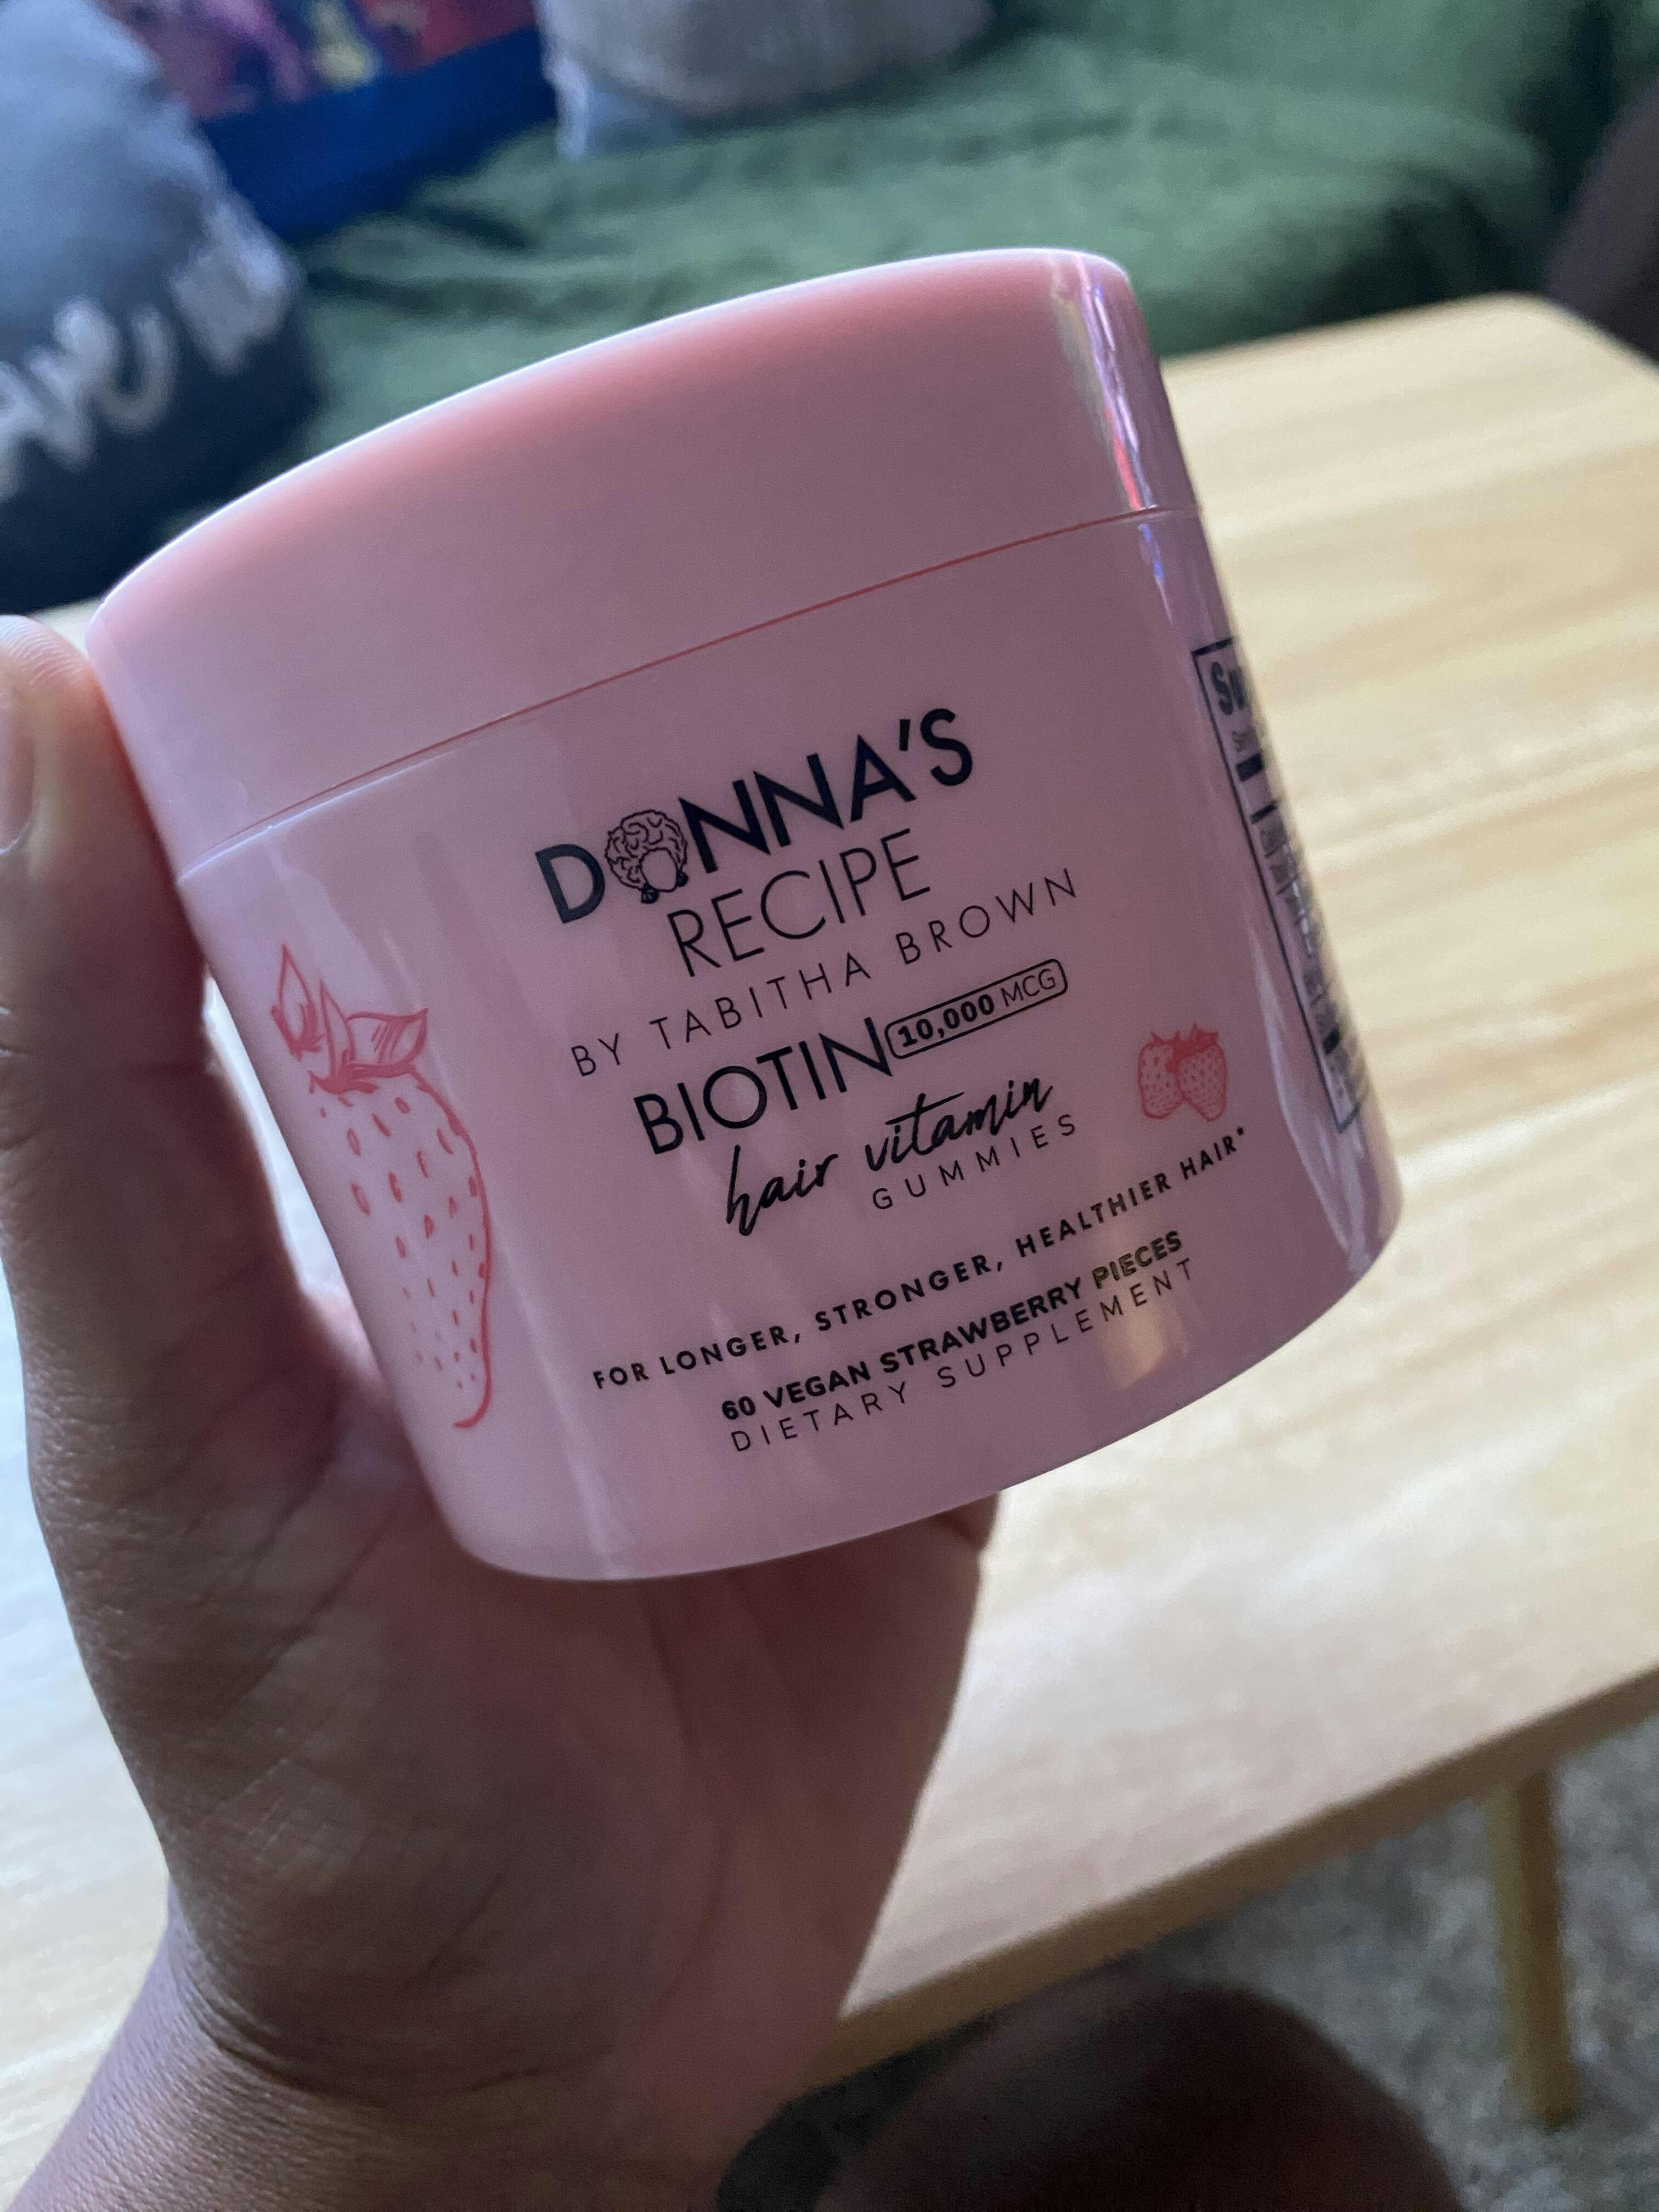 DONNA'S
RECIPE
BY TABITHA BROWN
BIOTIN 10,000 MCG
hair vitamin
GUMMIES
FOR LONGER, STRONGER, HEALTHIER HAIR*
60 VEGAN STRAWBERRY PIECES
DIETARY SUPPLEMENT